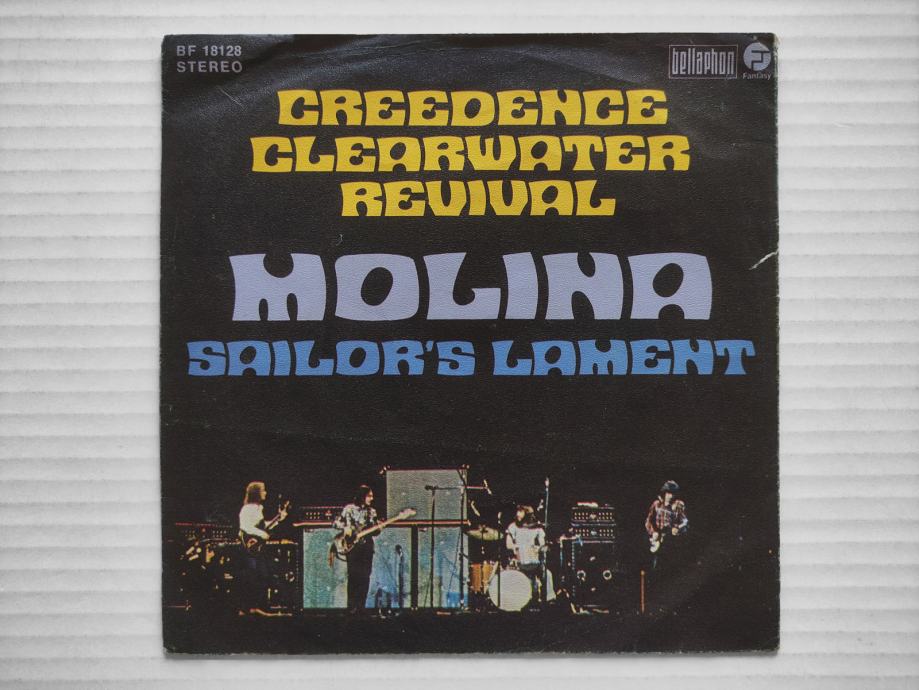 BF 18128
STEREO
bellaphon
Fantasy
CREEDENCE
CLEARWATER
REVIVAL
MOLINA
SAILOR'S LAMENT